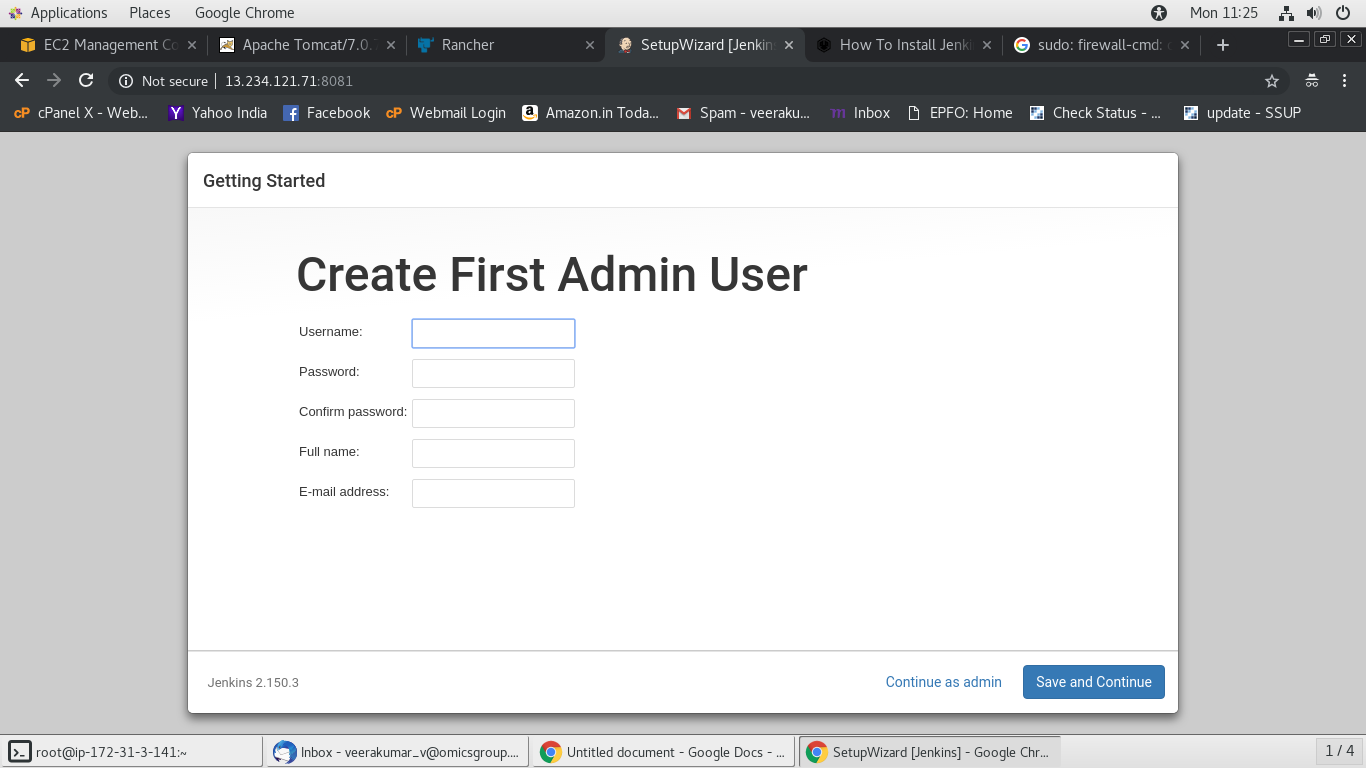 Applications Places Google Chrome Mon 11:25
EC2 Management Co Apache Tomcat/7.0.7 Rancher SetupWizard [Jenkins How To Install Jenki sudo: firewall-cmd: c
Not secure 13.234.121.71:8081
cP cPanel X - Web... Yahoo India Facebook cP Webmail Login Amazon.in Toda... Spam - veeraku... m Inbox EPFO: Home Check Status - ... update - SSUP
Getting Started
Create First Admin User
Username:
Password:
Confirm password:
Full name:
E-mail address:
Jenkins 2.150.3 Continue as admin Save and Continue
root@ip-172-31-3-141:~ Inbox - veerakumar_v@omicsgroup.... Untitled document - Google Docs - ... SetupWizard [Jenkins] - Google Chr... 1 / 4